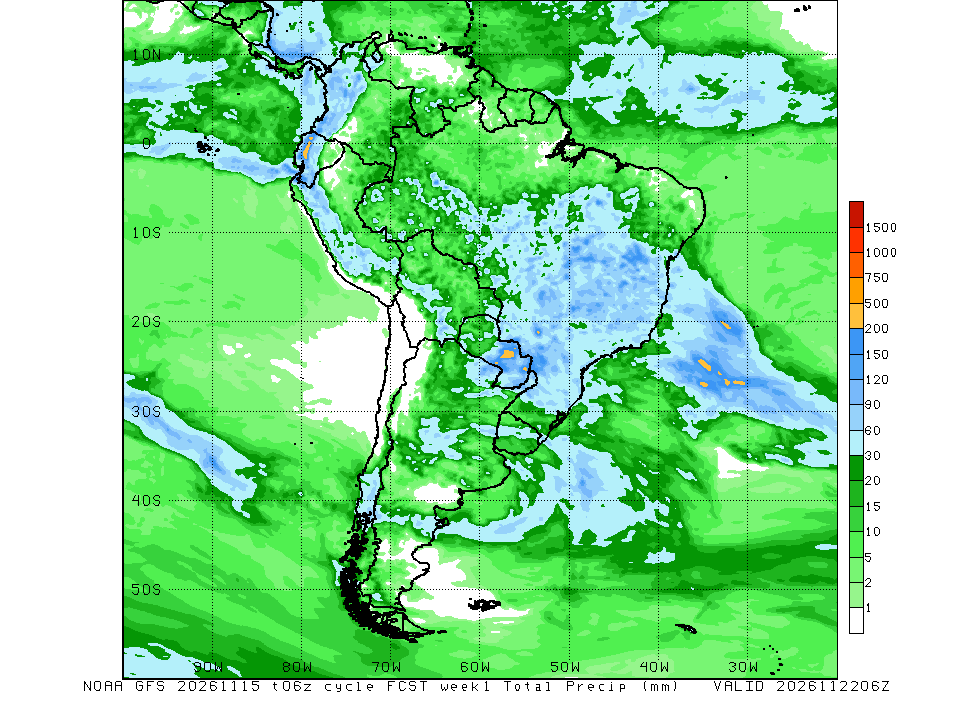 10N
0
10S
20S
30S
40S
50S
90W 80W 70W 60W 50W 40W 30W
1500
1000
750
500
200
150
120
90
60
30
20
15
10
5
2
1
NOAA GFS 20261115 t06z cycle FCST week1 Total Precip (mm) VALID 2026112206Z